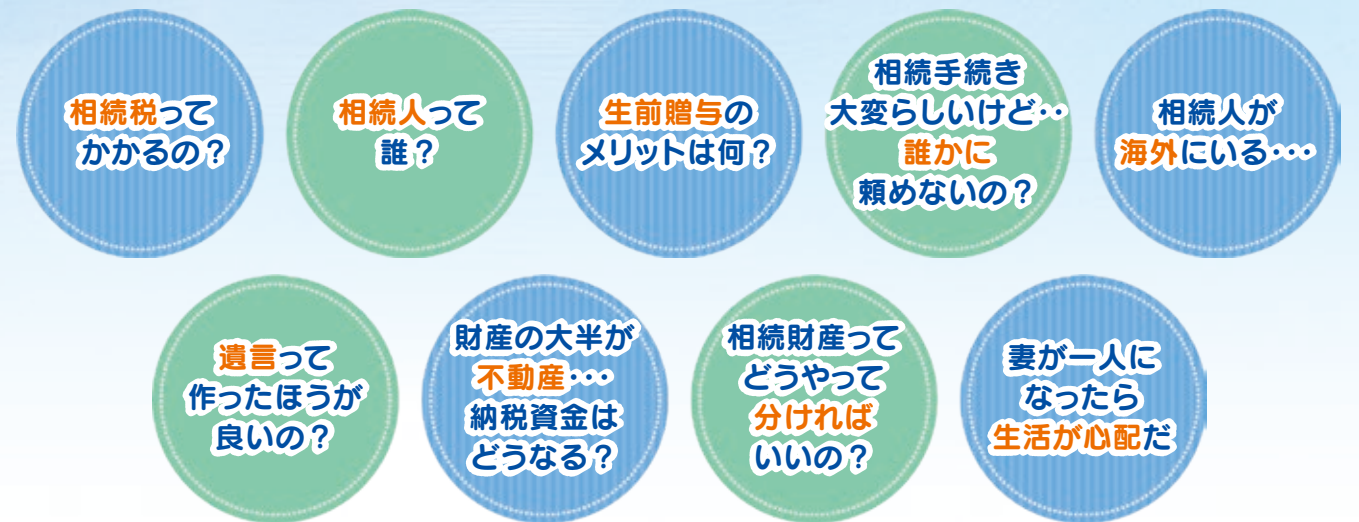 相続税って
かかるの？
相続人って
誰？
生前贈与の
メリットは何？
相続手続き
大変らしいけど‥
誰かに
頼めないの？
相続人が
海外にいる…
遺言って
作ったほうが
良いの？
財産の大半が
不動産…
納税資金は
どうなる？
相続財産って
どうやって
分ければ
いいの？
妻が一人に
なったら
生活が心配だ